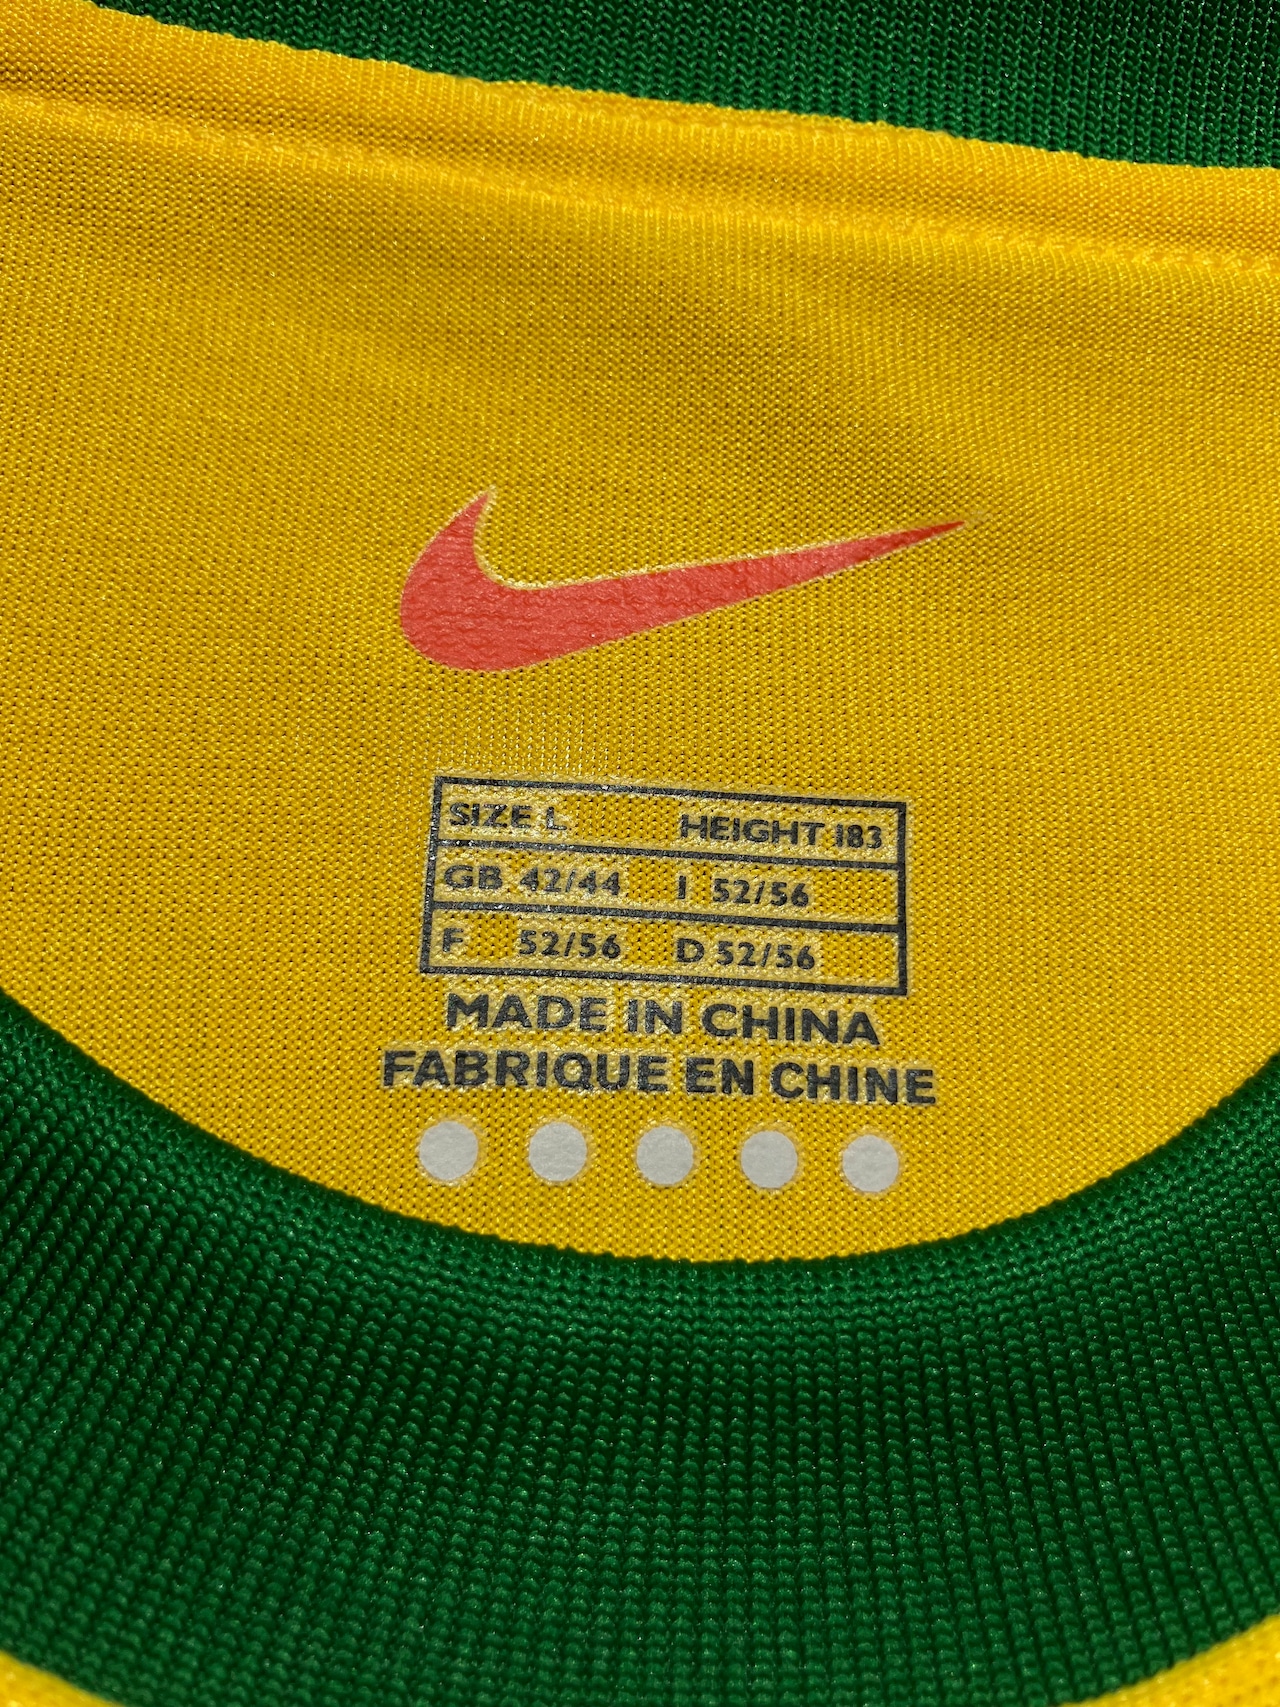 SIZE L HEIGHT 183
GB 42/44 I 52/56
F 52/56 D 52/56
MADE IN CHINA
FABRIQUE EN CHINE